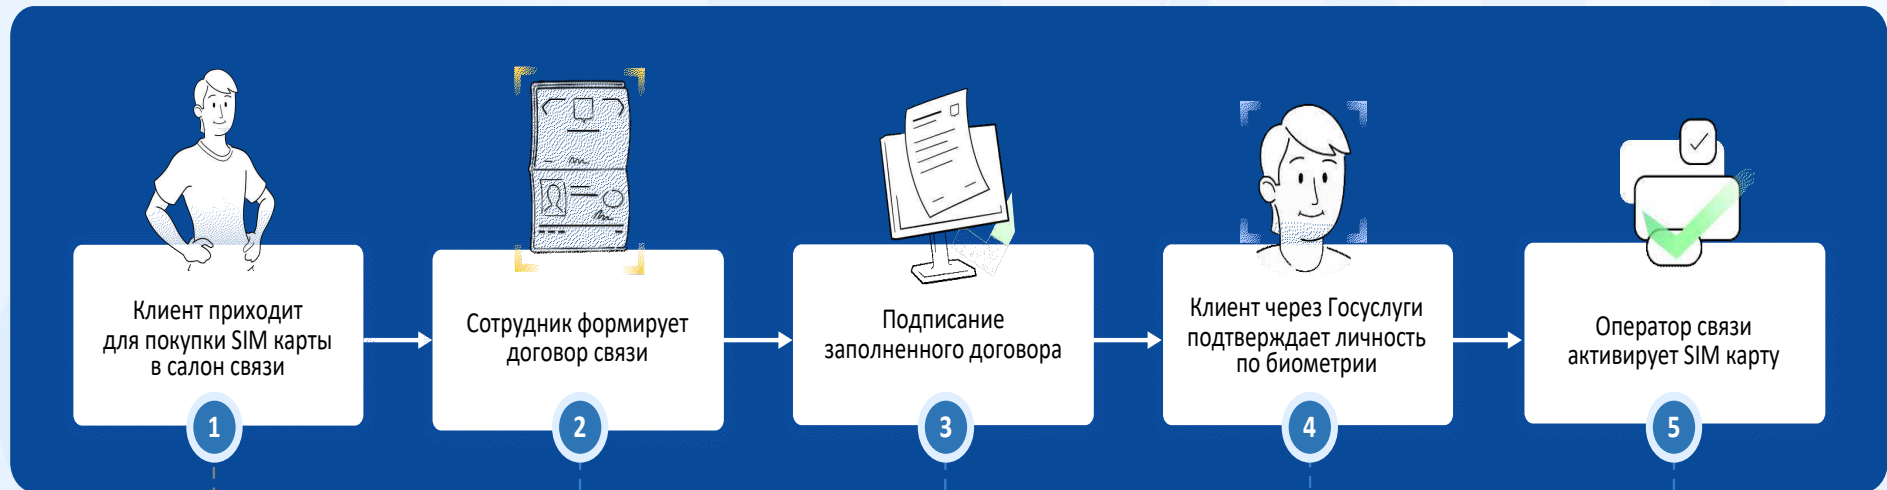 Клиент приходит
для покупки SIM карты
в салон связи
1
Сотрудник формирует
договор связи
2
Подписание
заполненного договора
3
Клиент через Госуслуги
подтверждает личность
по биометрии
4
Оператор связи
активирует SIM карту
5